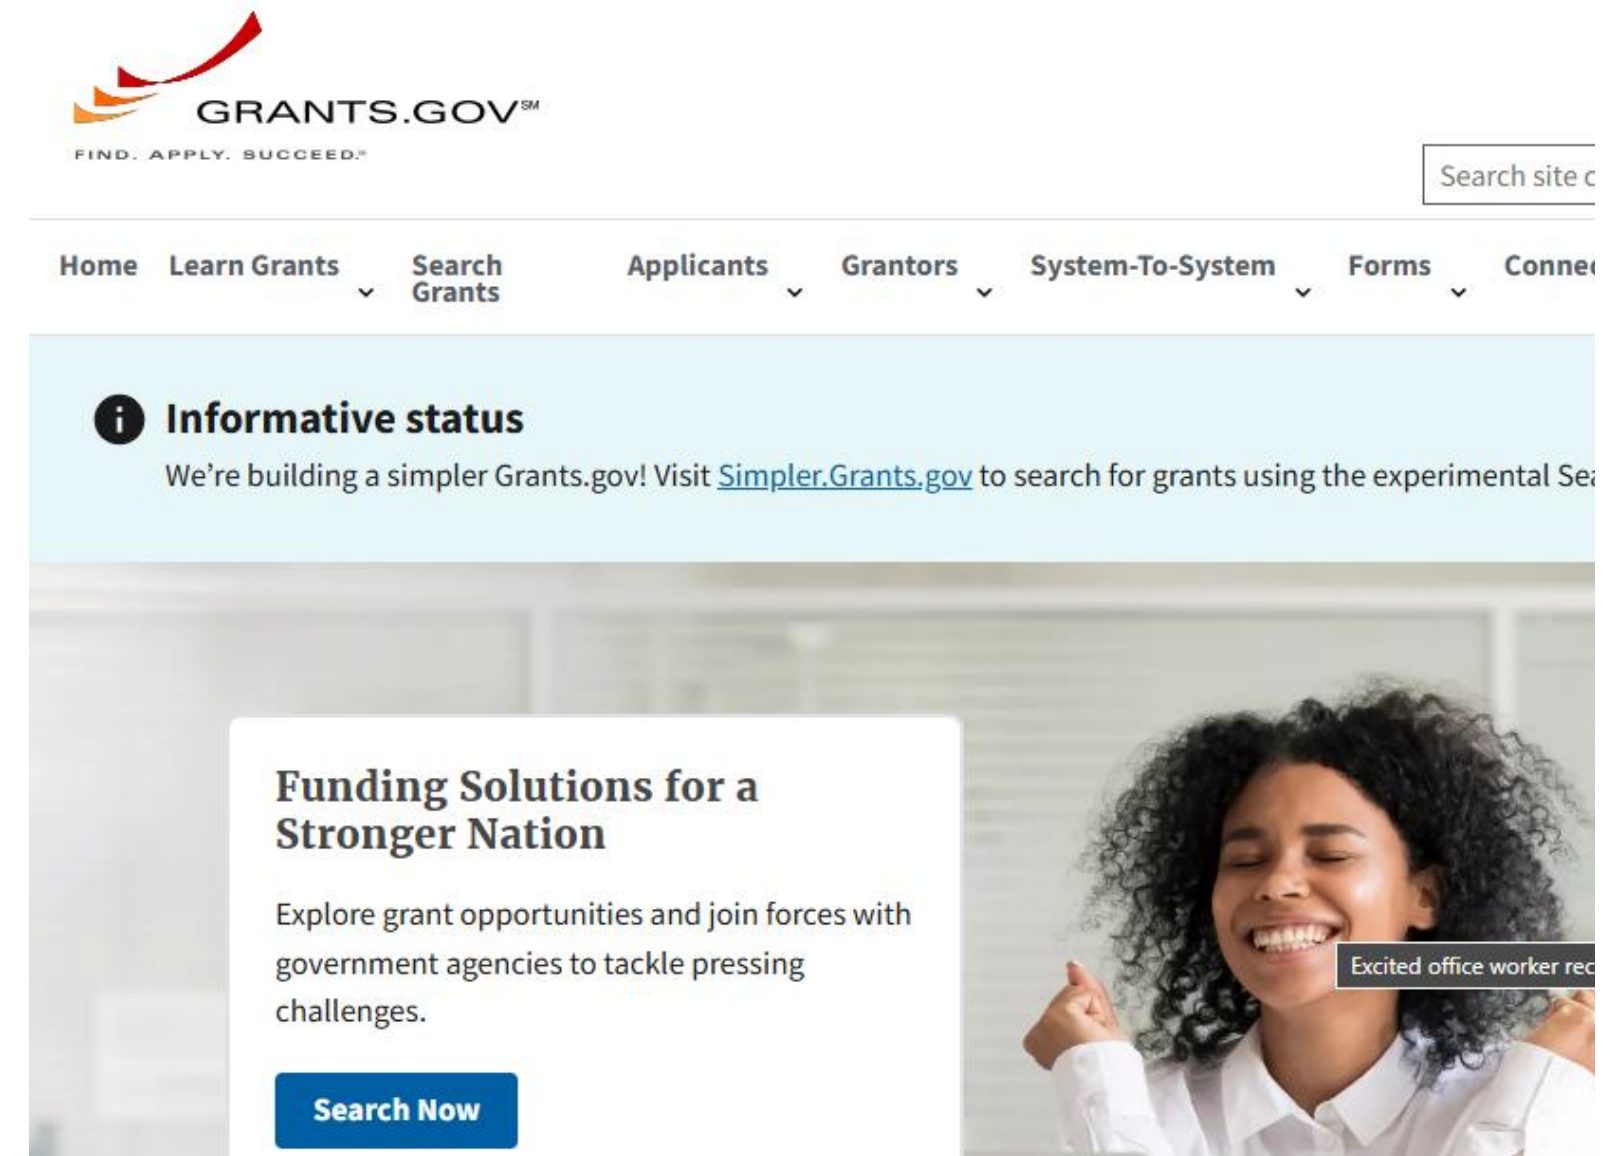 GRANTS.GOV℠
FIND. APPLY. SUCCEED.℠
Search site
Home
Learn Grants
Search
Grants
Applicants
Grantors
System-To-System
Forms
Informative status
We're building a simpler Grants.gov! Visit Simpler.Grants.gov to search for grants using the experimental
Funding Solutions for a
Stronger Nation
Explore grant opportunities and join forces with
government agencies to tackle pressing
challenges.
Excited office worker
Search Now